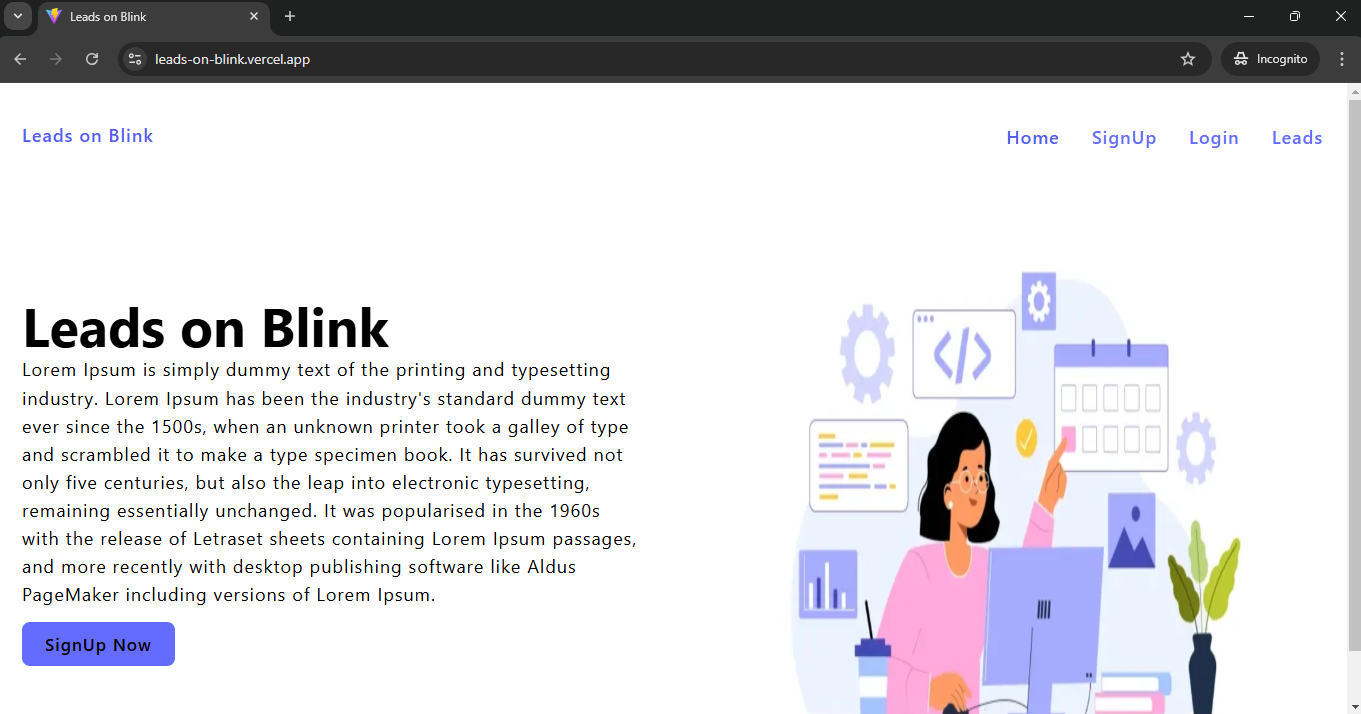 Leads on Blink
leads-on-blink.vercel.app
Incognito
Leads on Blink
Home SignUp Login Leads
Leads on Blink
Lorem Ipsum is simply dummy text of the printing and typesetting
industry. Lorem Ipsum has been the industry's standard dummy text
ever since the 1500s, when an unknown printer took a galley of type
and scrambled it to make a type specimen book. It has survived not
only five centuries, but also the leap into electronic typesetting,
remaining essentially unchanged. It was popularised in the 1960s
with the release of Letraset sheets containing Lorem Ipsum passages,
and more recently with desktop publishing software like Aldus
PageMaker including versions of Lorem Ipsum.
SignUp Now
</>